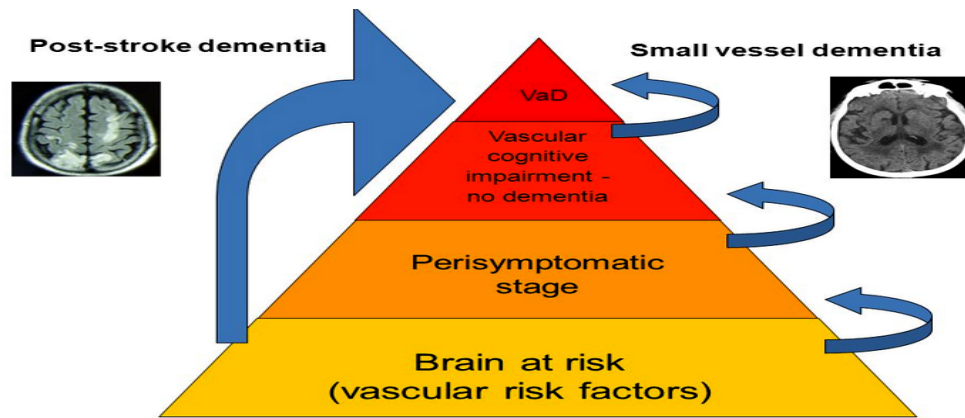 Post-stroke dementia
Small vessel dementia
VaD
Vascular
cognitive
impairment -
no dementia
Perisymptomatic
stage
Brain at risk
(vascular risk factors)